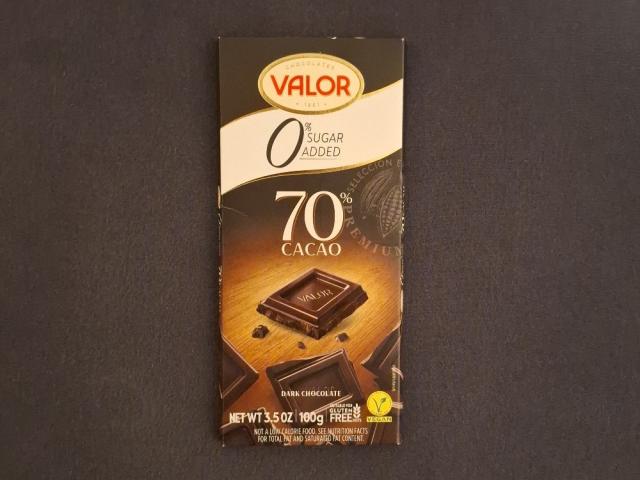 CHOCOLATES
VALOR
1881
0% SUGAR
ADDED
70%
CACAO
SELECCIÓN
PREMIUM
VALOR
DARK CHOCOLATE
NET WT 3.5 OZ | 100g
GLUTEN
FREE
VEGAN
NOT A LOW CALORIE FOOD. SEE NUTRITION FACTS
FOR TOTAL FAT AND SATURATED FAT CONTENT.